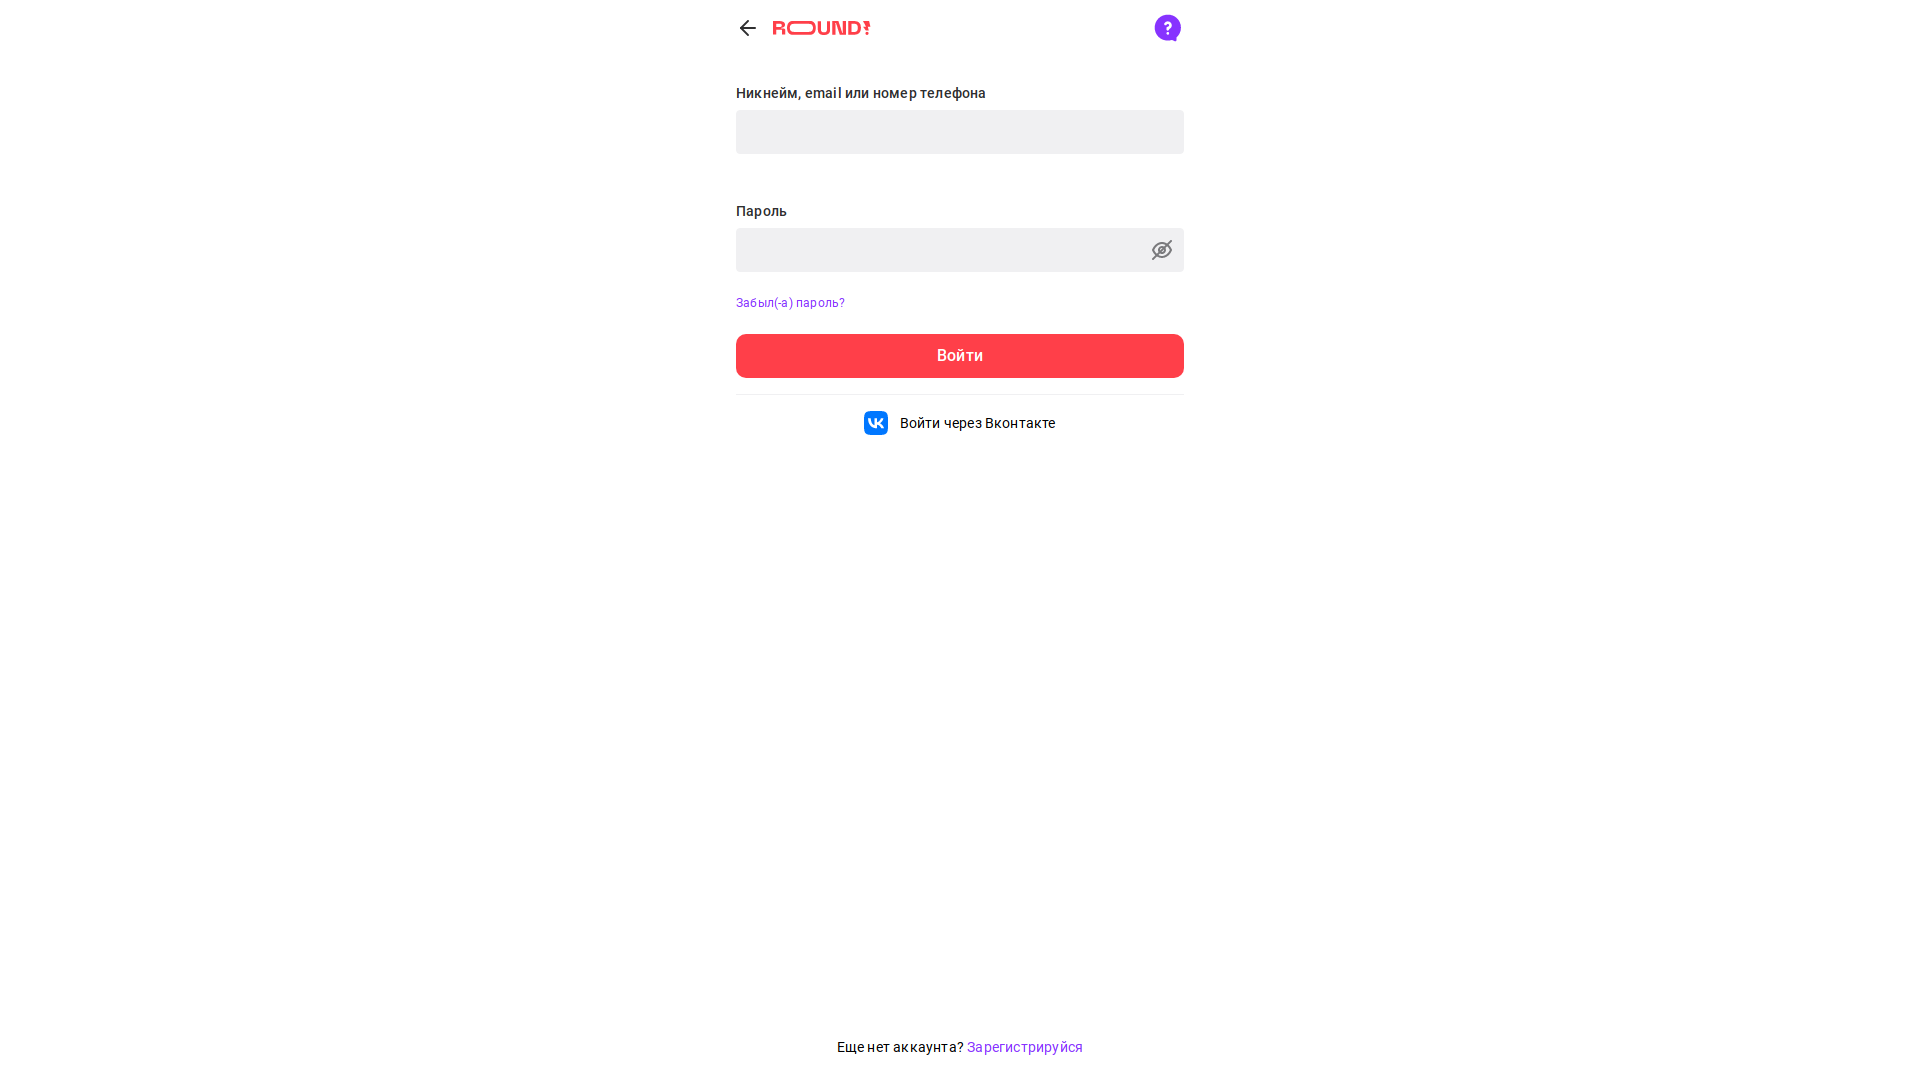 ROUND!
Никнейм, email или номер телефона
Пароль
Забыл(-а) пароль?
Войти
Войти через Вконтакте
Еще нет аккаунта? Зарегистрируйся